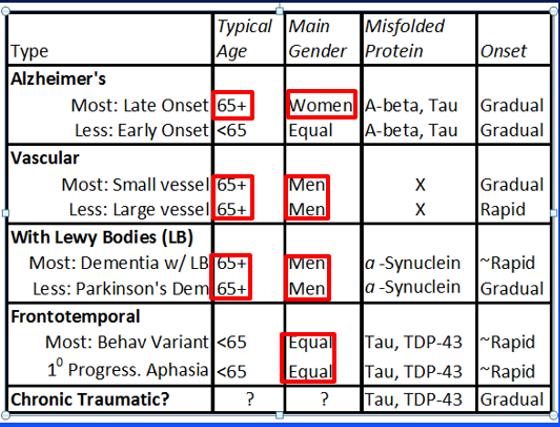 Type Typical Age Main Gender Misfolded Protein Onset
Alzheimer's
Most: Late Onset 65+ Women A-beta, Tau Gradual
Less: Early Onset <65 Equal A-beta, Tau Gradual
Vascular
Most: Small vessel 65+ Men X Gradual
Less: Large vessel 65+ Men X Rapid
With Lewy Bodies (LB)
Most: Dementia w/ LB 65+ Men a -Synuclein ~Rapid
Less: Parkinson's Dem 65+ Men a -Synuclein Gradual
Frontotemporal
Most: Behav Variant <65 Equal Tau, TDP-43 ~Rapid
1⁰ Progress. Aphasia <65 Equal Tau, TDP-43 ~Rapid
Chronic Traumatic? ? ? Tau, TDP-43 Gradual